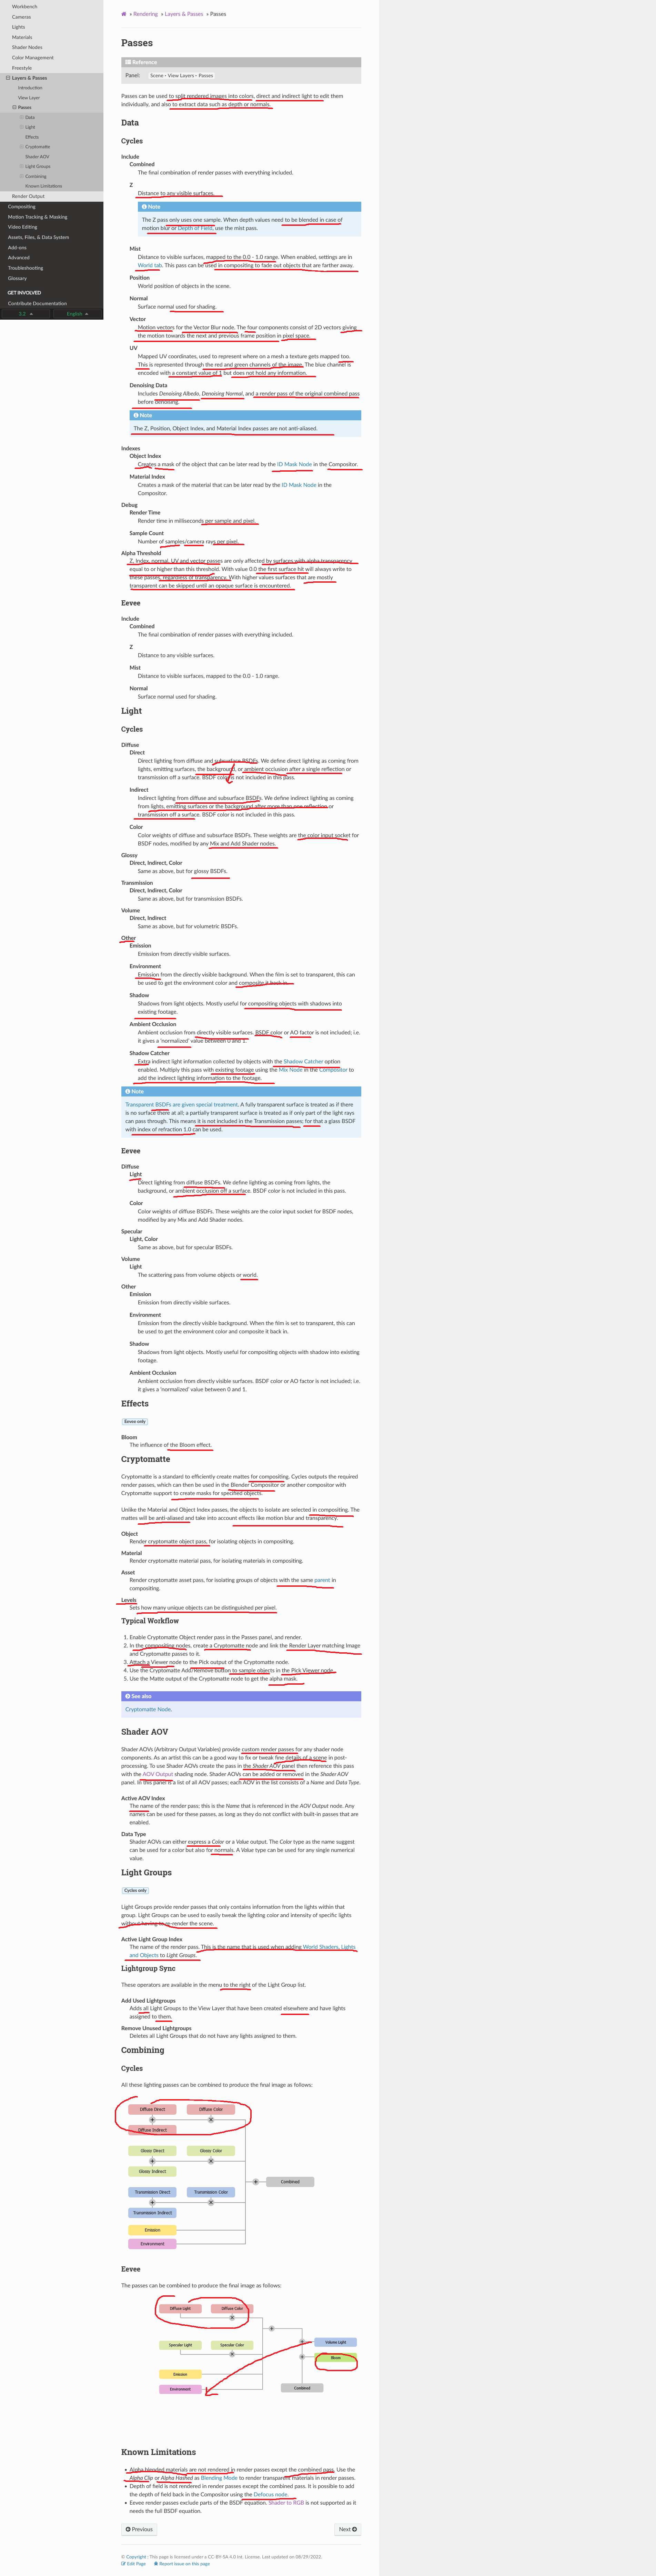 Workbench
Cameras
Lights
Materials
Shader Nodes
Color Management
Freestyle
Layers & Passes
Introduction
View Layer
Passes
Data
Light
Effects
Cryptomatte
Shader AOV
Light Groups
Combining
Known Limitations
Render Output
Compositing
Motion Tracking & Masking
Video Editing
Assets, Files, & Data System
Add-ons
Advanced
Troubleshooting
Glossary
GET INVOLVED
Contribute Documentation
3.2 English
» Rendering » Layers & Passes » Passes
Passes
Reference
Panel: Scene ‣ View Layers ‣ Passes
Passes can be used to split rendered images into colors, direct and indirect light to edit them
individually, and also to extract data such as depth or normals.
Data
Cycles
Include
Combined
The final combination of render passes with everything included.
Z
Distance to any visible surfaces.
Note
The Z pass only uses one sample. When depth values need to be blended in case of
motion blur or Depth of Field, use the mist pass.
Mist
Distance to visible surfaces, mapped to the 0.0 - 1.0 range. When enabled, settings are in
World tab. This pass can be used in compositing to fade out objects that are farther away.
Position
World position of objects in the scene.
Normal
Surface normal used for shading.
Vector
Motion vectors for the Vector Blur node. The four components consist of 2D vectors giving
the motion towards the next and previous frame position in pixel space.
UV
Mapped UV coordinates, used to represent where on a mesh a texture gets mapped too.
This is represented through the red and green channels of the image. The blue channel is
encoded with a constant value of 1 but does not hold any information.
Denoising Data
Includes Denoising Albedo, Denoising Normal, and a render pass of the original combined pass
before denoising.
Note
The Z, Position, Object Index, and Material Index passes are not anti-aliased.
Indexes
Object Index
Creates a mask of the object that can be later read by the ID Mask Node in the Compositor.
Material Index
Creates a mask of the material that can be later read by the ID Mask Node in the
Compositor.
Debug
Render Time
Render time in milliseconds per sample and pixel.
Sample Count
Number of samples/camera rays per pixel.
Alpha Threshold
Z, Index, normal, UV and vector passes are only affected by surfaces with alpha transparency
equal to or higher than this threshold. With value 0.0 the first surface hit will always write to
these passes, regardless of transparency. With higher values surfaces that are mostly
transparent can be skipped until an opaque surface is encountered.
Eevee
Include
Combined
The final combination of render passes with everything included.
Z
Distance to any visible surfaces.
Mist
Distance to visible surfaces, mapped to the 0.0 - 1.0 range.
Normal
Surface normal used for shading.
Light
Cycles
Diffuse
Direct
Direct lighting from diffuse and subsurface BSDFs. We define direct lighting as coming from
lights, emitting surfaces, the background, or ambient occlusion after a single reflection or
transmission off a surface. BSDF color is not included in this pass.
Indirect
Indirect lighting from diffuse and subsurface BSDFs. We define indirect lighting as coming
from lights, emitting surfaces or the background after more than one reflection or
transmission off a surface. BSDF color is not included in this pass.
Color
Color weights of diffuse and subsurface BSDFs. These weights are the color input socket for
BSDF nodes, modified by any Mix and Add Shader nodes.
Glossy
Direct, Indirect, Color
Same as above, but for glossy BSDFs.
Transmission
Direct, Indirect, Color
Same as above, but for transmission BSDFs.
Volume
Direct, Indirect
Same as above, but for volumetric BSDFs.
Other
Emission
Emission from directly visible surfaces.
Environment
Emission from the directly visible background. When the film is set to transparent, this can
be used to get the environment color and composite it back in.
Shadow
Shadows from light objects. Mostly useful for compositing objects with shadows into
existing footage.
Ambient Occlusion
Ambient occlusion from directly visible surfaces. BSDF color or AO factor is not included; i.e.
it gives a 'normalized' value between 0 and 1.
Shadow Catcher
Extra indirect light information collected by objects with the Shadow Catcher option
enabled. Multiply this pass with existing footage using the Mix Node in the Compositor to
add the indirect lighting information to the footage.
Note
Transparent BSDFs are given special treatment. A fully transparent surface is treated as if there
is no surface there at all; a partially transparent surface is treated as if only part of the light rays
can pass through. This means it is not included in the Transmission passes; for that a glass BSDF
with index of refraction 1.0 can be used.
Eevee
Diffuse
Light
Direct lighting from diffuse BSDFs. We define lighting as coming from lights, the
background, or ambient occlusion off a surface. BSDF color is not included in this pass.
Color
Color weights of diffuse BSDFs. These weights are the color input socket for BSDF nodes,
modified by any Mix and Add Shader nodes.
Specular
Light, Color
Same as above, but for specular BSDFs.
Volume
Light
The scattering pass from volume objects or world.
Other
Emission
Emission from directly visible surfaces.
Environment
Emission from the directly visible background. When the film is set to transparent, this can
be used to get the environment color and composite it back in.
Shadow
Shadows from light objects. Mostly useful for compositing objects with shadow into existing
footage.
Ambient Occlusion
Ambient occlusion from directly visible surfaces. BSDF color or AO factor is not included; i.e.
it gives a 'normalized' value between 0 and 1.
Effects
Eevee only
Bloom
The influence of the Bloom effect.
Cryptomatte
Cryptomatte is a standard to efficiently create mattes for compositing. Cycles outputs the required
render passes, which can then be used in the Blender Compositor or another compositor with
Cryptomatte support to create masks for specified objects.
Unlike the Material and Object Index passes, the objects to isolate are selected in compositing. The
mattes will be anti-aliased and take into account effects like motion blur and transparency.
Object
Render cryptomatte object pass, for isolating objects in compositing.
Material
Render cryptomatte material pass, for isolating materials in compositing.
Asset
Render cryptomatte asset pass, for isolating groups of objects with the same parent in
compositing.
Levels
Sets how many unique objects can be distinguished per pixel.
Typical Workflow
1. Enable Cryptomatte Object render pass in the Passes panel, and render.
2. In the compositing nodes, create a Cryptomatte node and link the Render Layer matching Image
and Cryptomatte passes to it.
3. Attach a Viewer node to the Pick output of the Cryptomatte node.
4. Use the Cryptomatte Add/Remove button to sample objects in the Pick Viewer node.
5. Use the Matte output of the Cryptomatte node to get the alpha mask.
See also
Cryptomatte Node.
Shader AOV
Shader AOVs (Arbitrary Output Variables) provide custom render passes for any shader node
components. As an artist this can be a good way to fix or tweak fine details of a scene in post-
processing. To use Shader AOVs create the pass in the Shader AOV panel then reference this pass
with the AOV Output shading node. Shader AOVs can be added or removed in the Shader AOV
panel. In this panel is a list of all AOV passes; each AOV in the list consists of a Name and Data Type.
Active AOV Index
The name of the render pass; this is the Name that is referenced in the AOV Output node. Any
names can be used for these passes, as long as they do not conflict with built-in passes that are
enabled.
Data Type
Shader AOVs can either express a Color or a Value output. The Color type as the name suggest
can be used for a color but also for normals. A Value type can be used for any single numerical
value.
Light Groups
Cycles only
Light Groups provide render passes that only contains information from the lights within that
group. Light Groups can be used to easily tweak the lighting color and intensity of specific lights
without having to re-render the scene.
Active Light Group Index
The name of the render pass. This is the name that is used when adding World Shaders, Lights
and Objects to Light Groups.
Lightgroup Sync
These operators are available in the menu to the right of the Light Group list.
Add Used Lightgroups
Adds all Light Groups to the View Layer that have been created elsewhere and have lights
assigned to them.
Remove Unused Lightgroups
Deletes all Light Groups that do not have any lights assigned to them.
Combining
Cycles
All these lighting passes can be combined to produce the final image as follows:
Diffuse Direct Diffuse Color
+ ×
Diffuse Indirect
Glossy Direct Glossy Color
+ ×
Glossy Indirect
+ Combined
Transmission Direct Transmission Color
+ ×
Transmission Indirect
Emission
Environment
Eevee
The passes can be combined to produce the final image as follows:
Diffuse Light Diffuse Color
×
+
Specular Light Specular Color Volume Light
×
Bloom
Emission
Environment Combined
Known Limitations
• Alpha blended materials are not rendered in render passes except the combined pass. Use the
Alpha Clip or Alpha Hashed as Blending Mode to render transparent materials in render passes.
• Depth of field is not rendered in render passes except the combined pass. It is possible to add
the depth of field back in the Compositor using the Defocus node.
• Eevee render passes exclude parts of the BSDF equation. Shader to RGB is not supported as it
needs the full BSDF equation.
Previous Next
© Copyright : This page is licensed under a CC-BY-SA 4.0 Int. License. Last updated on 08/29/2022.
Edit Page Report issue on this page